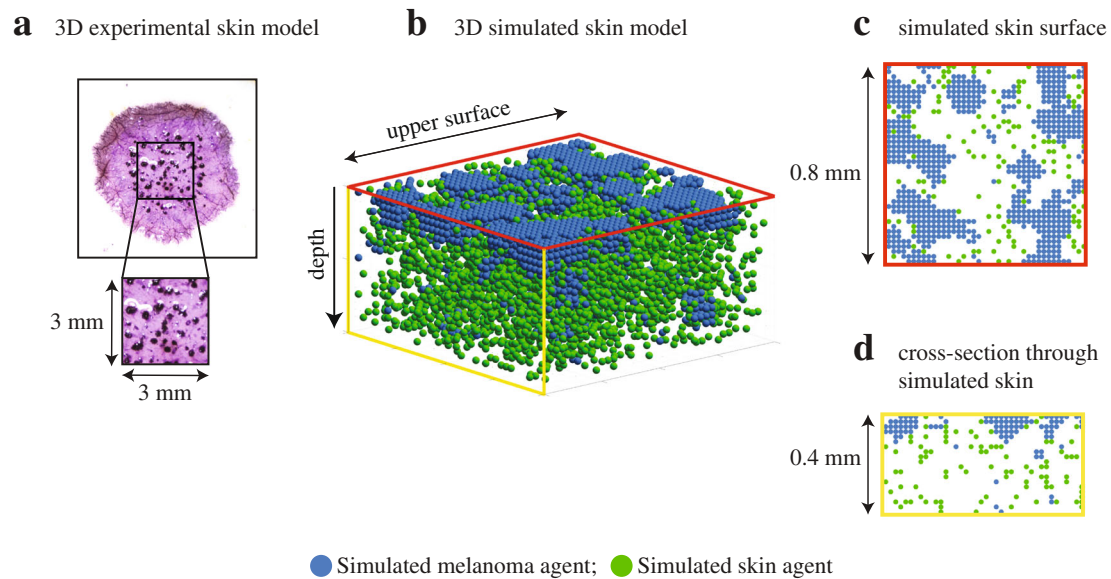 a 3D experimental skin model
b 3D simulated skin model
c simulated skin surface
upper surface
depth
0.8 mm
3 mm
3 mm
d cross-section through
simulated skin
0.4 mm
Simulated melanoma agent; Simulated skin agent